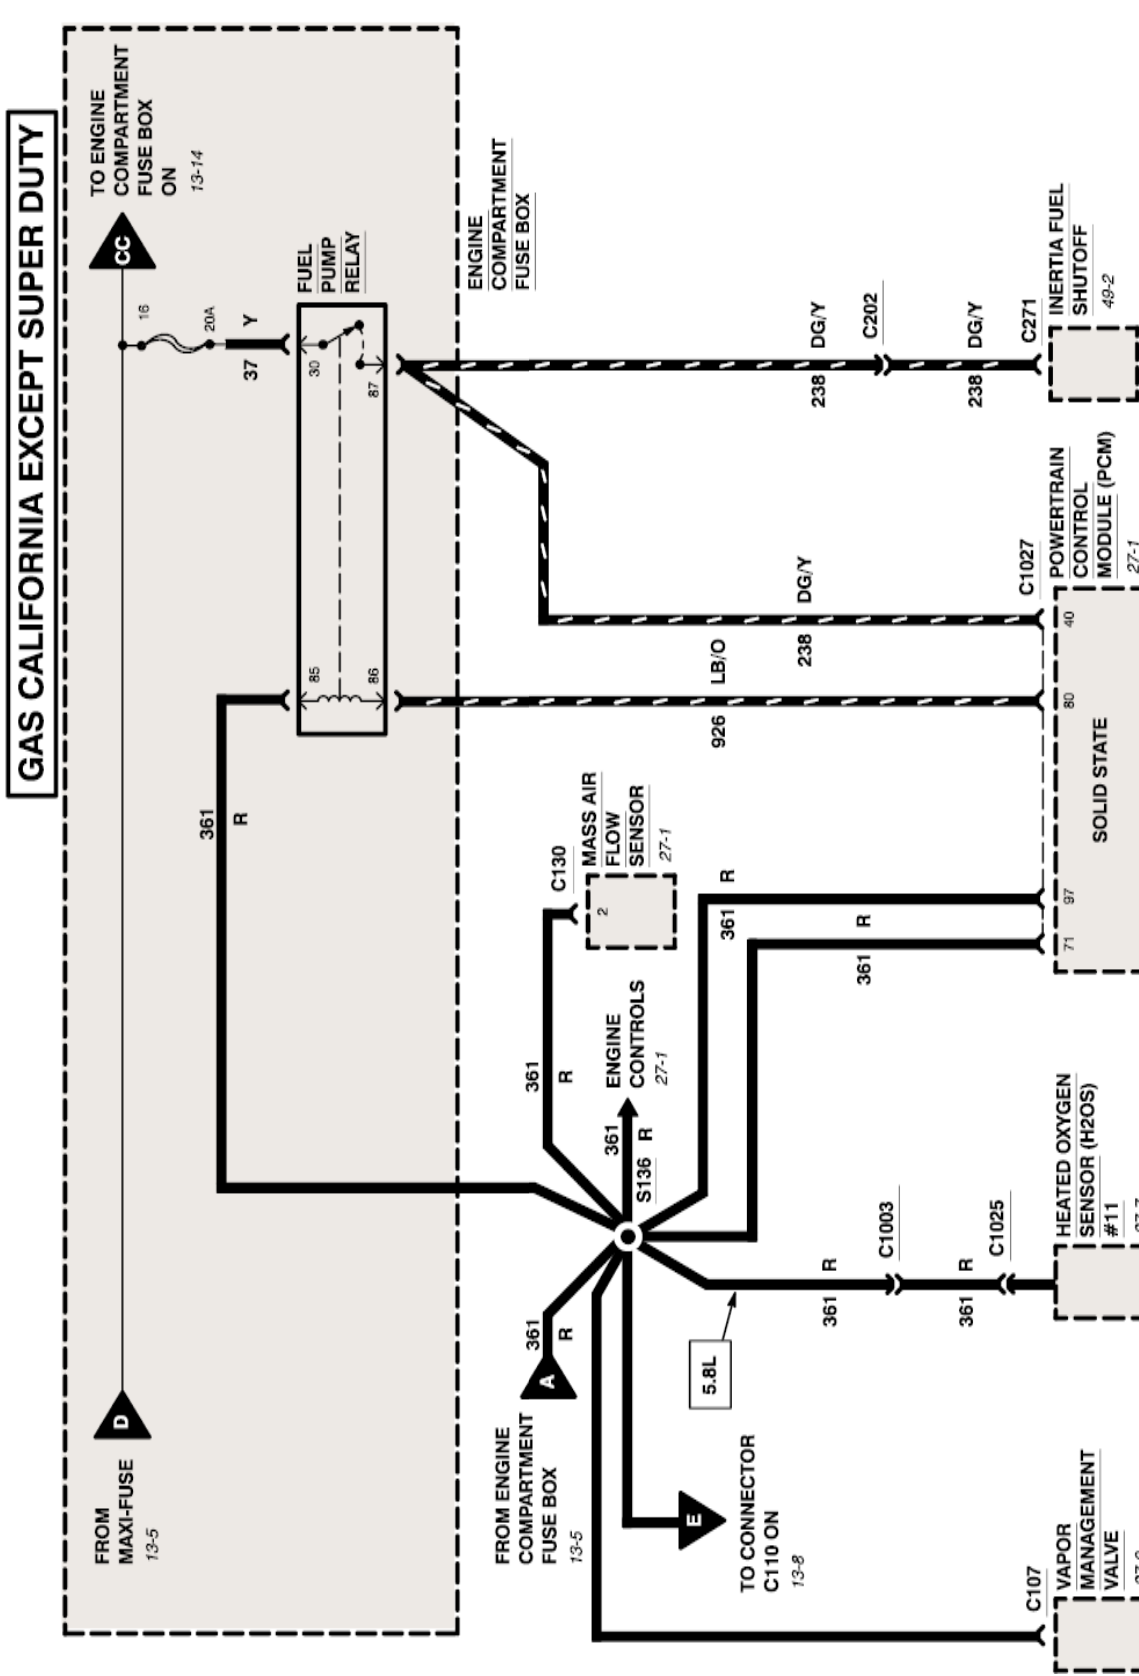 GAS CALIFORNIA EXCEPT SUPER DUTY
FROM
MAXI-FUSE
13-5
D
CC
TO ENGINE
COMPARTMENT
FUSE BOX
ON
13-14
16
20A
37
Y
361
R
85
86
30
87
FUEL
PUMP
RELAY
ENGINE
COMPARTMENT
FUSE BOX
FROM ENGINE
COMPARTMENT
FUSE BOX
13-5
A
361
R
361
R
C130
2
MASS AIR
FLOW
SENSOR
27-1
361
R
ENGINE
CONTROLS
27-1
S136
E
TO CONNECTOR
C110 ON
13-8
5.8L
361
R
C1003
361
R
C1025
361
R
361
R
926
LB/O
238
DG/Y
238
DG/Y
C202
238
DG/Y
C271
C107
VAPOR
MANAGEMENT
VALVE
HEATED OXYGEN
SENSOR (H2OS)
#11
71
97
80
40
SOLID STATE
C1027
POWERTRAIN
CONTROL
MODULE (PCM)
27-1
INERTIA FUEL
SHUTOFF
49-2